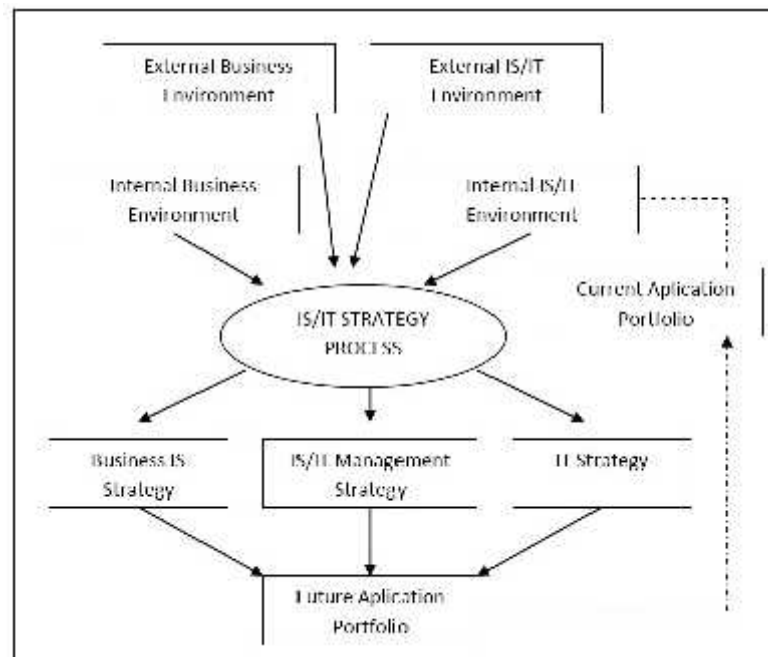 External Business
Environment
External IS/IT
Environment
Internal Business
Environment
Internal IS/IT
Environment
Current Aplication
Portfolio
IS/IT STRATEGY
PROCESS
Business IS
Strategy
IS/IT Management
Strategy
IT Strategy
Future Aplication
Portfolio